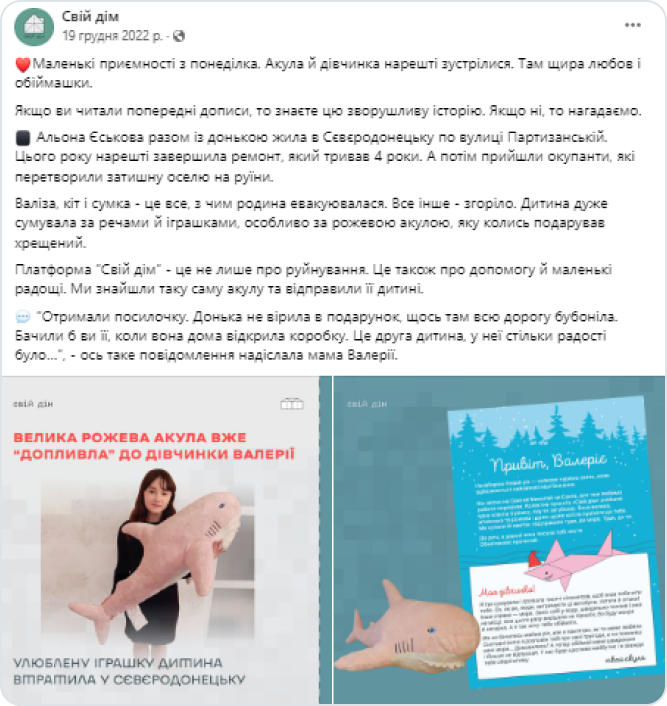 Свій дім
19 грудня 2022 р.
❤️Маленькі приємності з понеділка. Акула й дівчинка нарешті зустрілися. Там щира любов і
обіймашки.
Якщо ви читали попередні дописи, то знаєте цю зворушливу історію. Якщо ні, то нагадаємо.
⬛ Альона Єськова разом із донькою жила в Сєвєродонецьку по вулиці Партизанській.
Цього року нарешті завершила ремонт, який тривав 4 роки. А потім прийшли окупанти, які
перетворили затишну оселю на руїни.
Валіза, кіт і сумка - це все, з чим родина евакуювалася. Все інше - згоріло. Дитина дуже
сумувала за речами й іграшками, особливо за рожевою акулою, яку колись подарував
хрещений.
Платформа "Свій дім" - це не лише про руйнування. Це також про допомогу й маленькі
радощі. Ми знайшли таку саму акулу та відправили її дитині.
💬 "Отримали посилочку. Донька не вірила в подарунок, щось там всю дорогу бубоніла.
Бачили б ви її, коли вона дома відкрила коробку. Це друга дитина, у неї стільки радості
було...", - ось таке повідомлення надіслала мама Валерії.
СВІЙ ДІМ
ВЕЛИКА РОЖЕВА АКУЛА ВЖЕ
"ДОПЛИВЛА" ДО ДІВЧИНКИ ВАЛЕРІЇ
УЛЮБЛЕНУ ІГРАШКУ ДИТИНА
ВТРАТИЛА У СЄВЄРОДОНЕЦЬКУ
СВІЙ ДІМ
Привіт, Валеріє
Моя дівчинко!
твоя акула